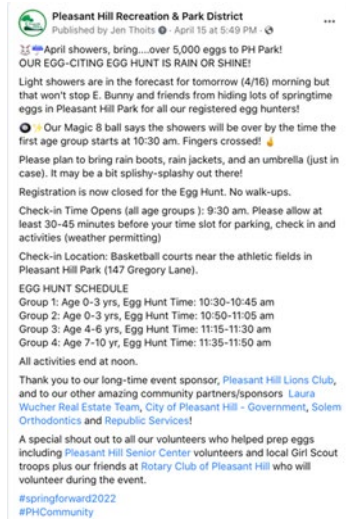 Pleasant Hill Recreation & Park District
Published by Jen Thoits · April 15 at 5:49 PM ·
🐰☔April showers, bring....over 5,000 eggs to PH Park!
OUR EGG-CITING EGG HUNT IS RAIN OR SHINE!
Light showers are in the forecast for tomorrow (4/16) morning but
that won't stop E. Bunny and friends from hiding lots of springtime
eggs in Pleasant Hill Park for all our registered egg hunters!
🎱✨Our Magic 8 ball says the showers will be over by the time the
first age group starts at 10:30 am. Fingers crossed! 🤞
Please plan to bring rain boots, rain jackets, and an umbrella (just in
case). It may be a bit splishy-splashy out there!
Registration is now closed for the Egg Hunt. No walk-ups.
Check-in Time Opens (all age groups ): 9:30 am. Please allow at
least 30-45 minutes before your time slot for parking, check in and
activities (weather permitting)
Check-in Location: Basketball courts near the athletic fields in
Pleasant Hill Park (147 Gregory Lane).
EGG HUNT SCHEDULE
Group 1: Age 0-3 yrs, Egg Hunt Time: 10:30-10:45 am
Group 2: Age 0-3 yrs, Egg Hunt Time: 10:50-11:05 am
Group 3: Age 4-6 yrs, Egg Hunt Time: 11:15-11:30 am
Group 4: Age 7-10 yr, Egg Hunt Time: 11:35-11:50 am
All activities end at noon.
Thank you to our long-time event sponsor, Pleasant Hill Lions Club,
and to our other amazing community partners/sponsors Laura
Wucher Real Estate Team, City of Pleasant Hill - Government, Solem
Orthodontics and Republic Services!
A special shout out to all our volunteers who helped prep eggs
including Pleasant Hill Senior Center volunteers and local Girl Scout
troops plus our friends at Rotary Club of Pleasant Hill who will
volunteer during the event.
#springforward2022
#PHCommunity